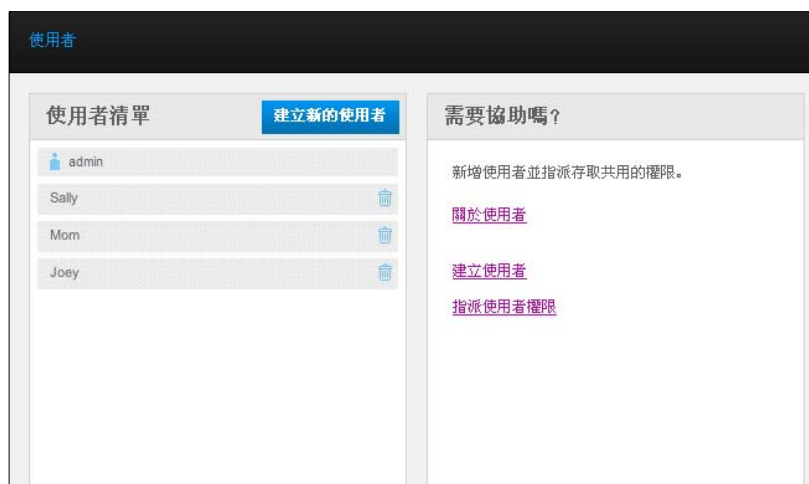 使用者
使用者清單
建立新的使用者
admin
Sally
Mom
Joey
需要協助嗎?
新增使用者並指派存取共用的權限。
關於使用者
建立使用者
指派使用者權限